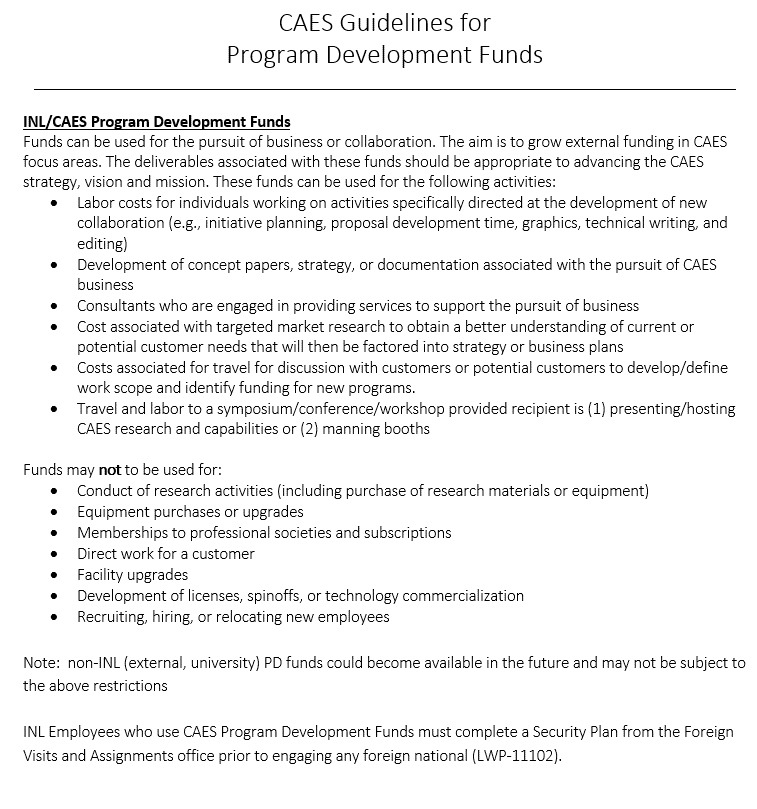 CAES Guidelines for
Program Development Funds
INL/CAES Program Development Funds
Funds can be used for the pursuit of business or collaboration. The aim is to grow external funding in CAES
focus areas. The deliverables associated with these funds should be appropriate to advancing the CAES
strategy, vision and mission. These funds can be used for the following activities:
• Labor costs for individuals working on activities specifically directed at the development of new
collaboration (e.g., initiative planning, proposal development time, graphics, technical writing, and
editing)
• Development of concept papers, strategy, or documentation associated with the pursuit of CAES
business
• Consultants who are engaged in providing services to support the pursuit of business
• Cost associated with targeted market research to obtain a better understanding of current or
potential customer needs that will then be factored into strategy or business plans
• Costs associated for travel for discussion with customers or potential customers to develop/define
work scope and identify funding for new programs.
• Travel and labor to a symposium/conference/workshop provided recipient is (1) presenting/hosting
CAES research and capabilities or (2) manning booths
Funds may not to be used for:
• Conduct of research activities (including purchase of research materials or equipment)
• Equipment purchases or upgrades
• Memberships to professional societies and subscriptions
• Direct work for a customer
• Facility upgrades
• Development of licenses, spinoffs, or technology commercialization
• Recruiting, hiring, or relocating new employees
Note:  non-INL (external, university) PD funds could become available in the future and may not be subject to
the above restrictions
INL Employees who use CAES Program Development Funds must complete a Security Plan from the Foreign
Visits and Assignments office prior to engaging any foreign national (LWP-11102).